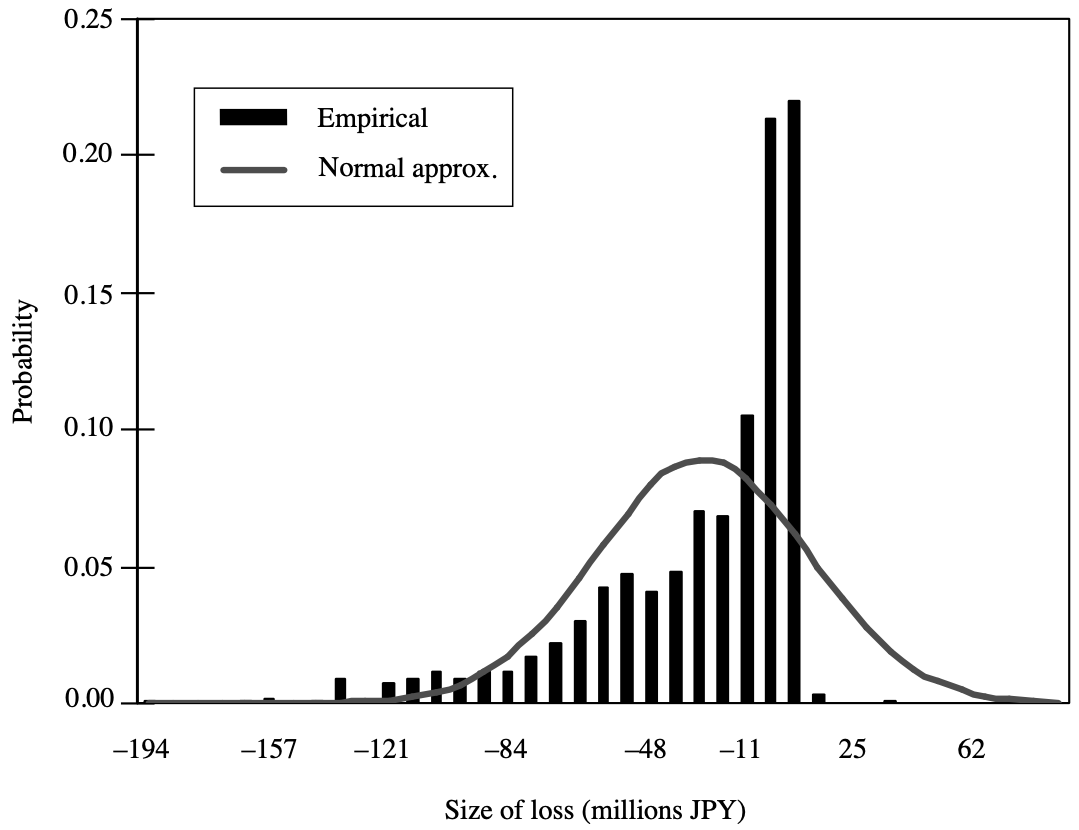 0.25
Empirical
0.20
Normal approx.
0.15
Probability
0.10
0.05
0.00
–194 –157 –121 –84 –48 –11 25 62
Size of loss (millions JPY)